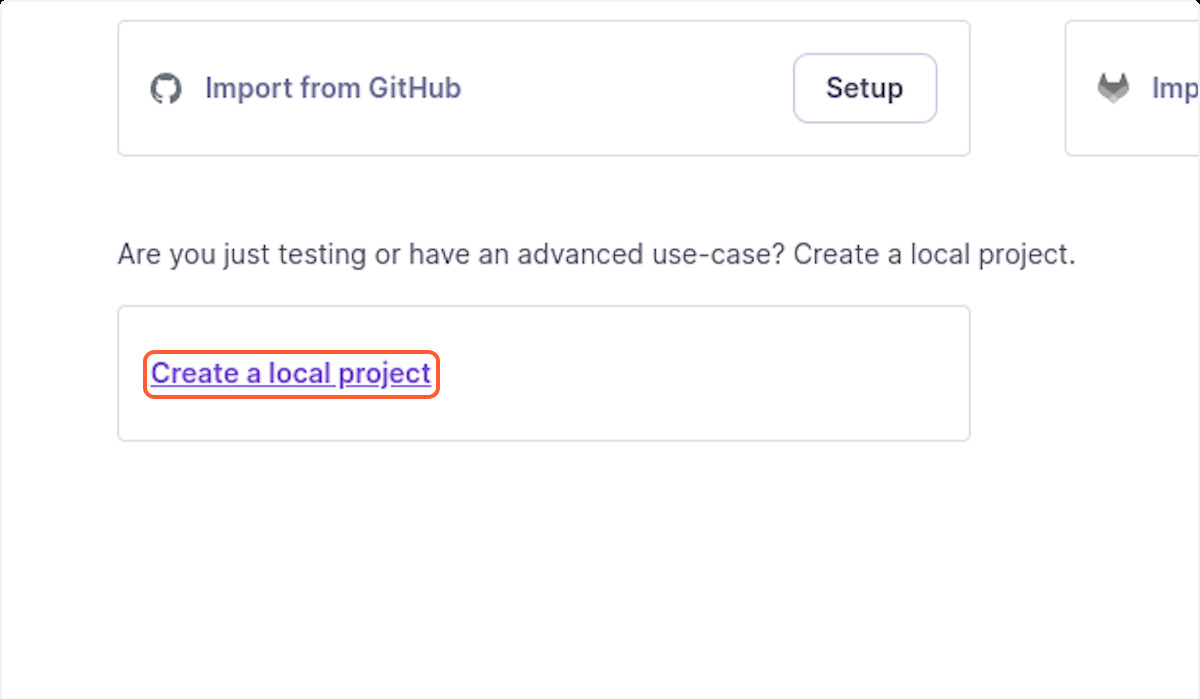 Import from GitHub
Setup
Imp
Are you just testing or have an advanced use-case? Create a local project.
Create a local project